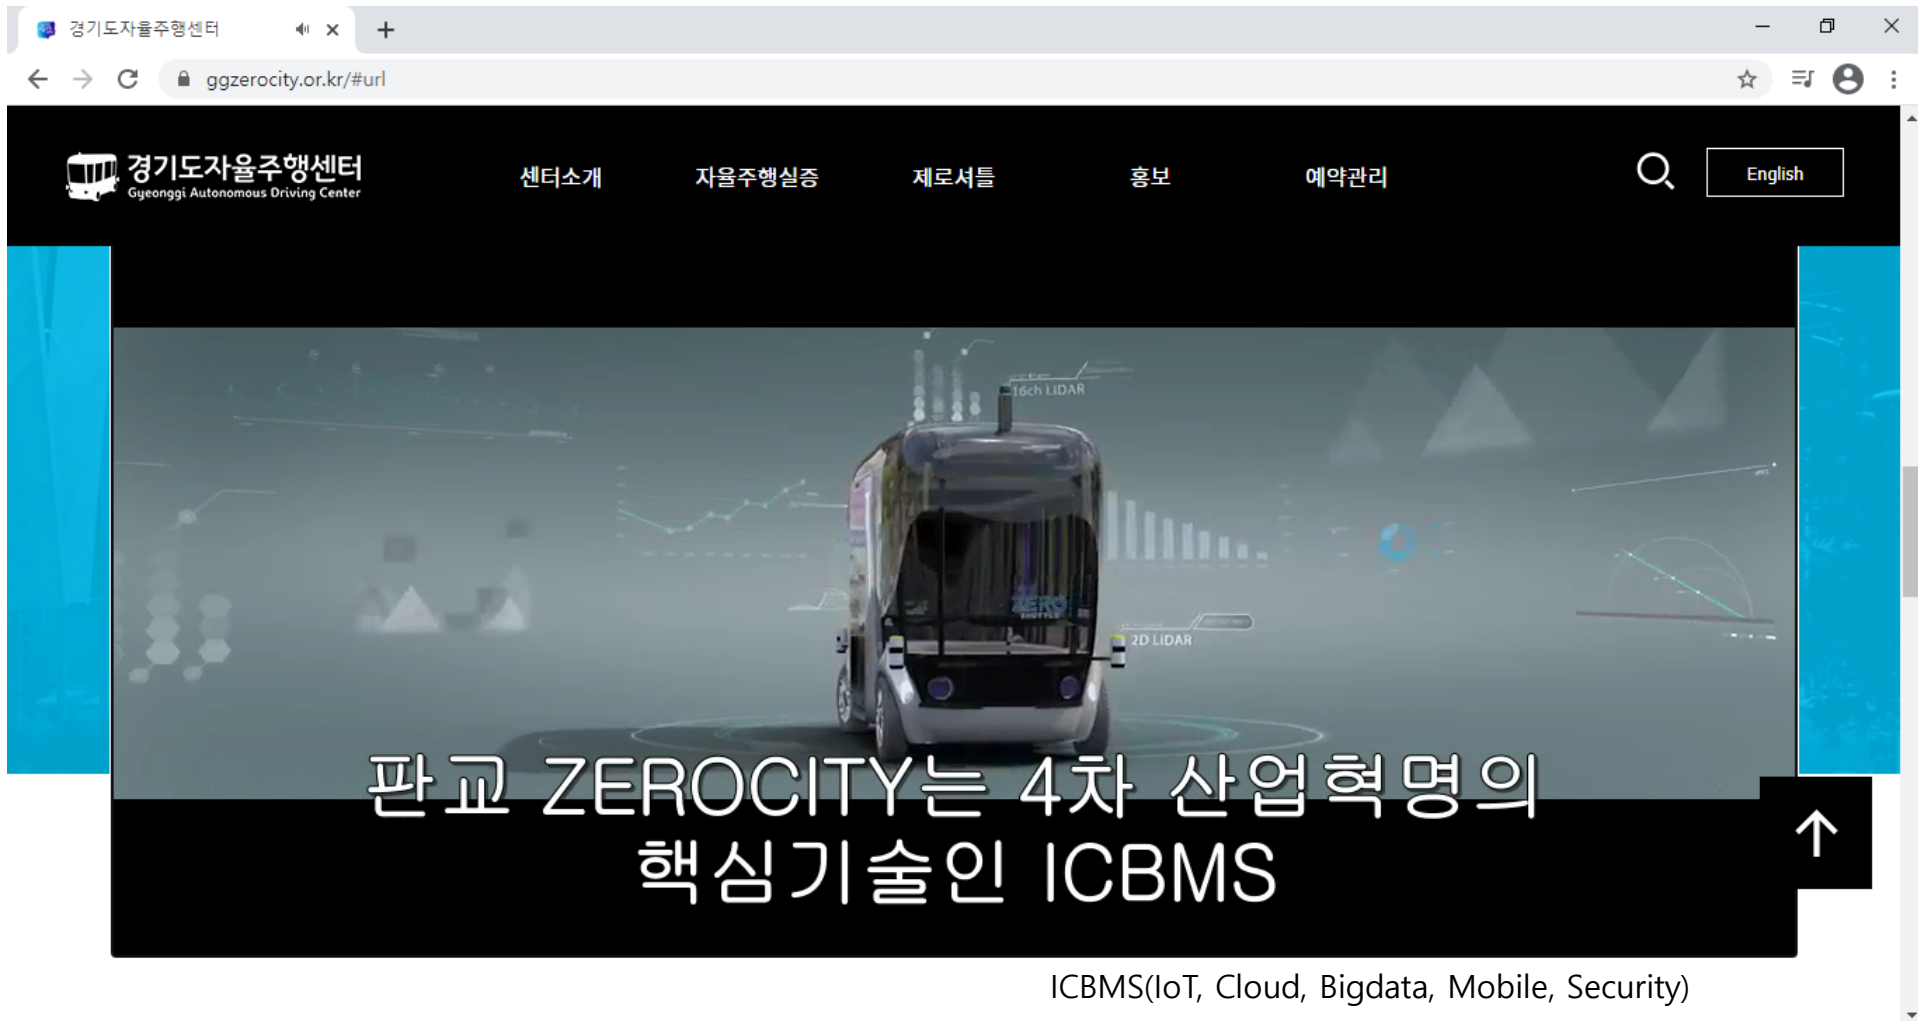 경기도자율주행센터
ggzerocity.or.kr/#url
경기도자율주행센터
Gyeonggi Autonomous Driving Center
센터소개 자율주행실증 제로셔틀 홍보 예약관리 English
16ch LiDAR
ZERO
SHUTTLE
2D LiDAR
판교 ZEROCITY는 4차 산업혁명의
핵심기술인 ICBMS
ICBMS(IoT, Cloud, Bigdata, Mobile, Security)